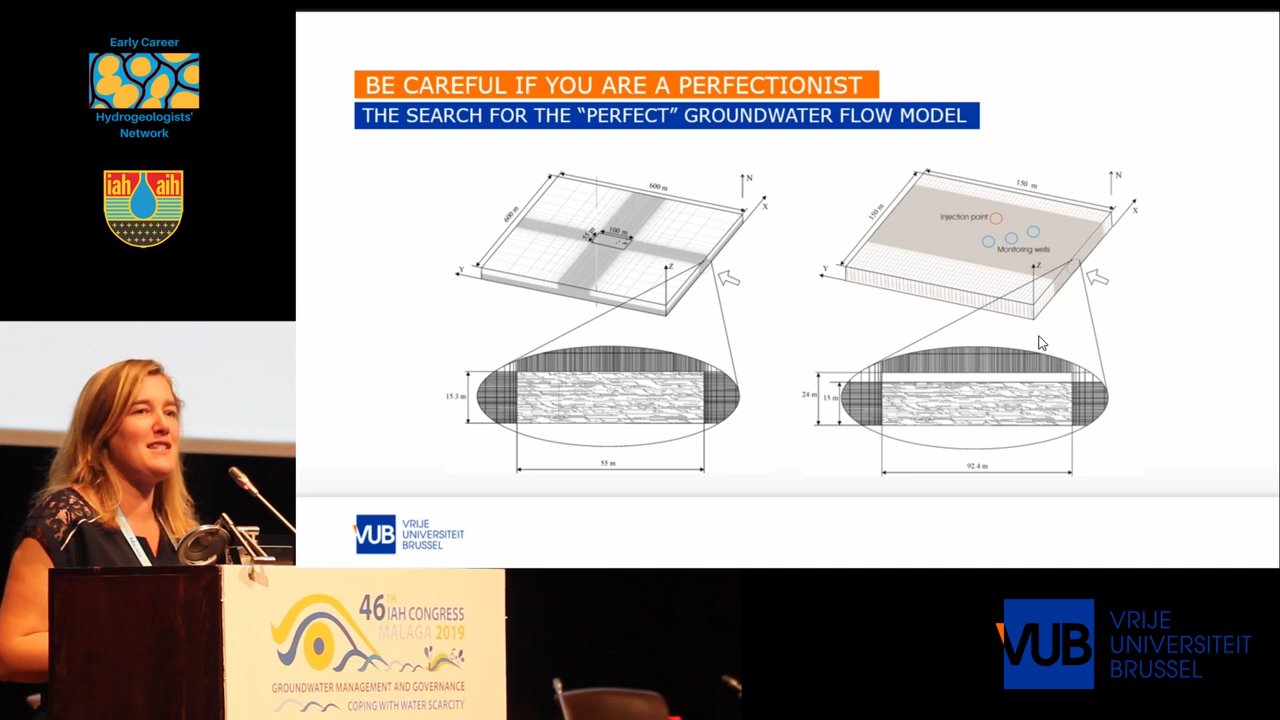 Early Career
Hydrogeologists'
Network
iah aih
BE CAREFUL IF YOU ARE A PERFECTIONIST
THE SEARCH FOR THE “PERFECT” GROUNDWATER FLOW MODEL
600 m
600 m
100 m
N
X
Y
Z
15.3 m
55 m
150 m
150 m
N
X
Injection point
Monitoring wells
Y
Z
24 m
15 m
92.4 m
VUB
VRIJE
UNIVERSITEIT
BRUSSEL
46TH
IAH CONGRESS
MÁLAGA 2019
GROUNDWATER MANAGEMENT AND GOVERNANCE
COPING WITH WATER SCARCITY
VUB
VRIJE
UNIVERSITEIT
BRUSSEL